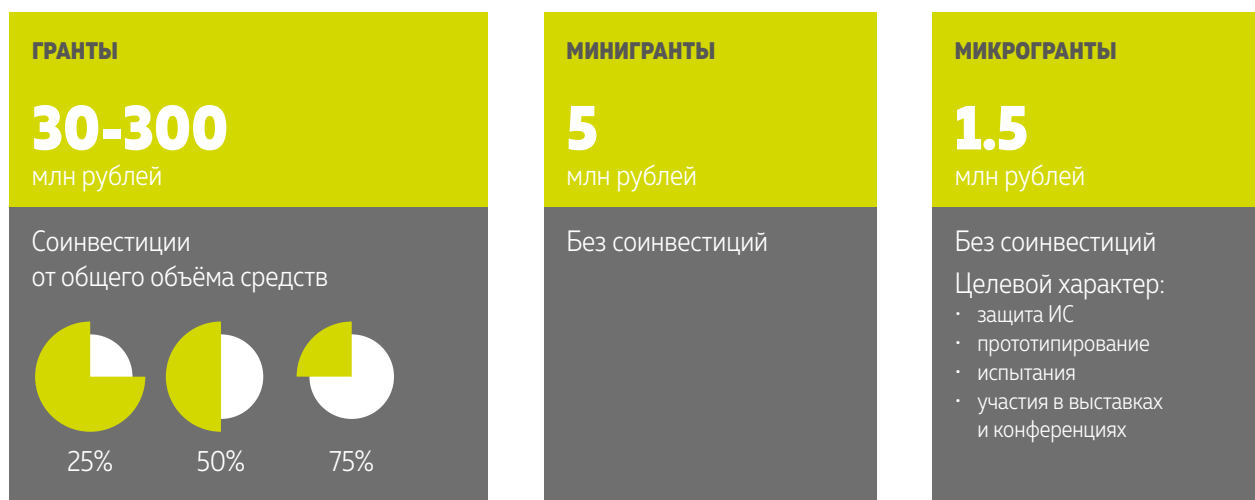 ГРАНТЫ
30-300
млн рублей
Соинвестиции
от общего объёма средств
25%
50%
75%
МИНИГРАНТЫ
5
млн рублей
Без соинвестиций
МИКРОГРАНТЫ
1.5
млн рублей
Без соинвестиций
Целевой характер:
· защита ИС
· прототипирование
· испытания
· участия в выставках
и конференциях